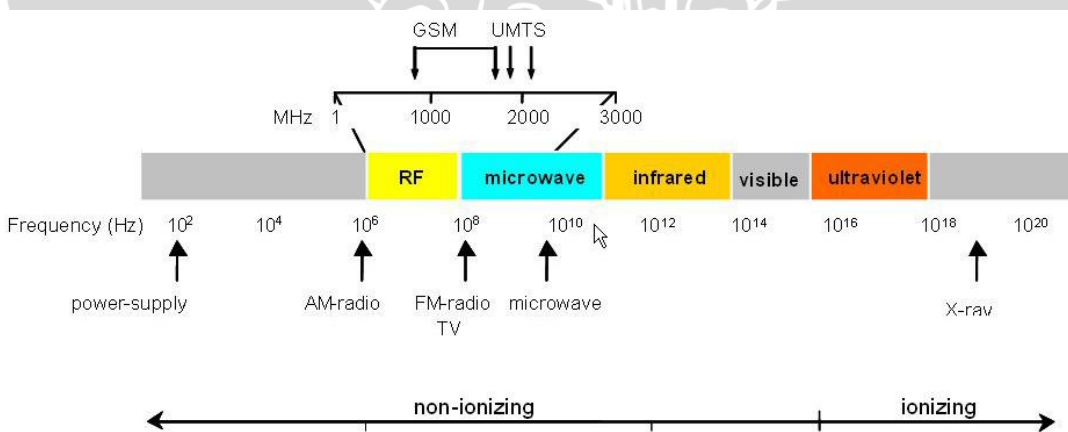 GSM UMTS
MHz 1 1000 2000 3000
RF microwave infrared visible ultraviolet
Frequency (Hz) 10² 10⁴ 10⁶ 10⁸ 10¹⁰ 10¹² 10¹⁴ 10¹⁶ 10¹⁸ 10²⁰
power-supply AM-radio FM-radio microwave X-rav
TV
non-ionizing ionizing